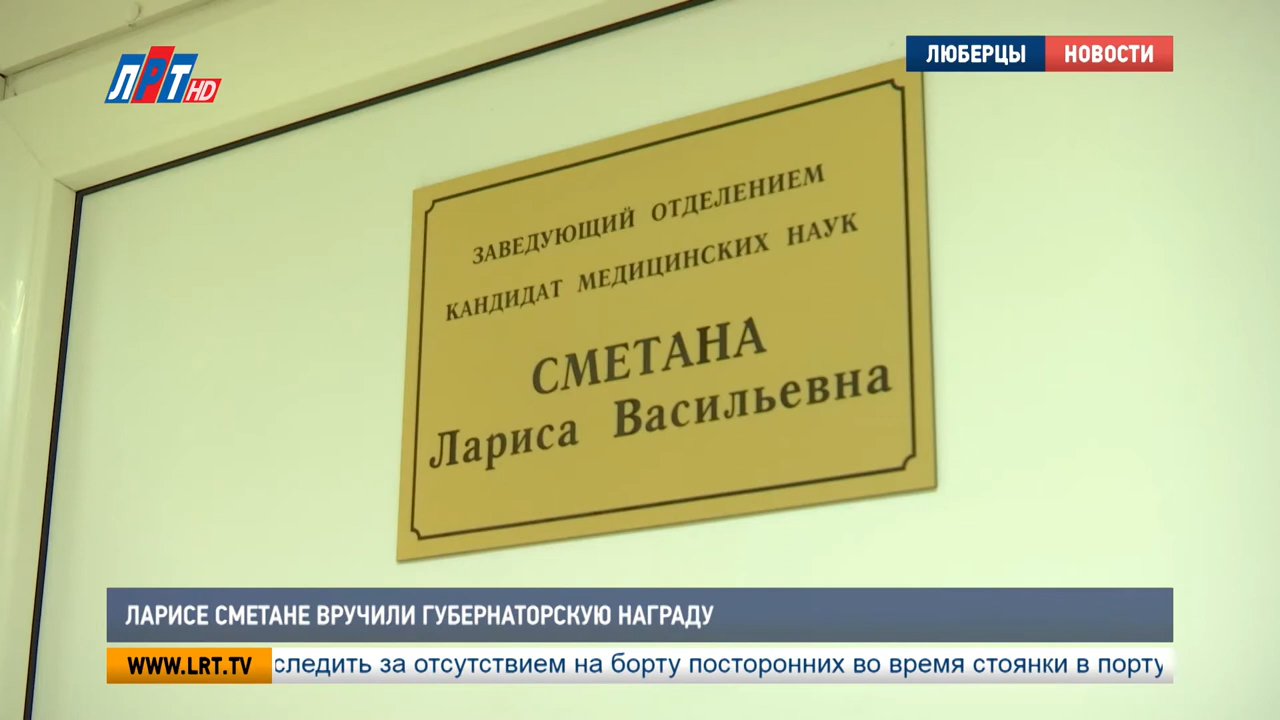 ЛРТ HD
ЛЮБЕРЦЫ НОВОСТИ
ЗАВЕДУЮЩИЙ ОТДЕЛЕНИЕМ
КАНДИДАТ МЕДИЦИНСКИХ НАУК
СМЕТАНА
Лариса Васильевна
ЛАРИСЕ СМЕТАНЕ ВРУЧИЛИ ГУБЕРНАТОРСКУЮ НАГРАДУ
WWW.LRT.TV следить за отсутствием на борту посторонних во время стоянки в порту